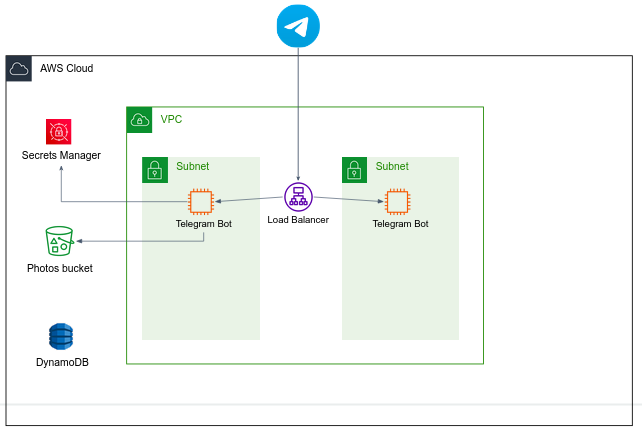 AWS Cloud
VPC
Secrets Manager
Subnet
Subnet
Telegram Bot
Load Balancer
Telegram Bot
Photos bucket
DynamoDB